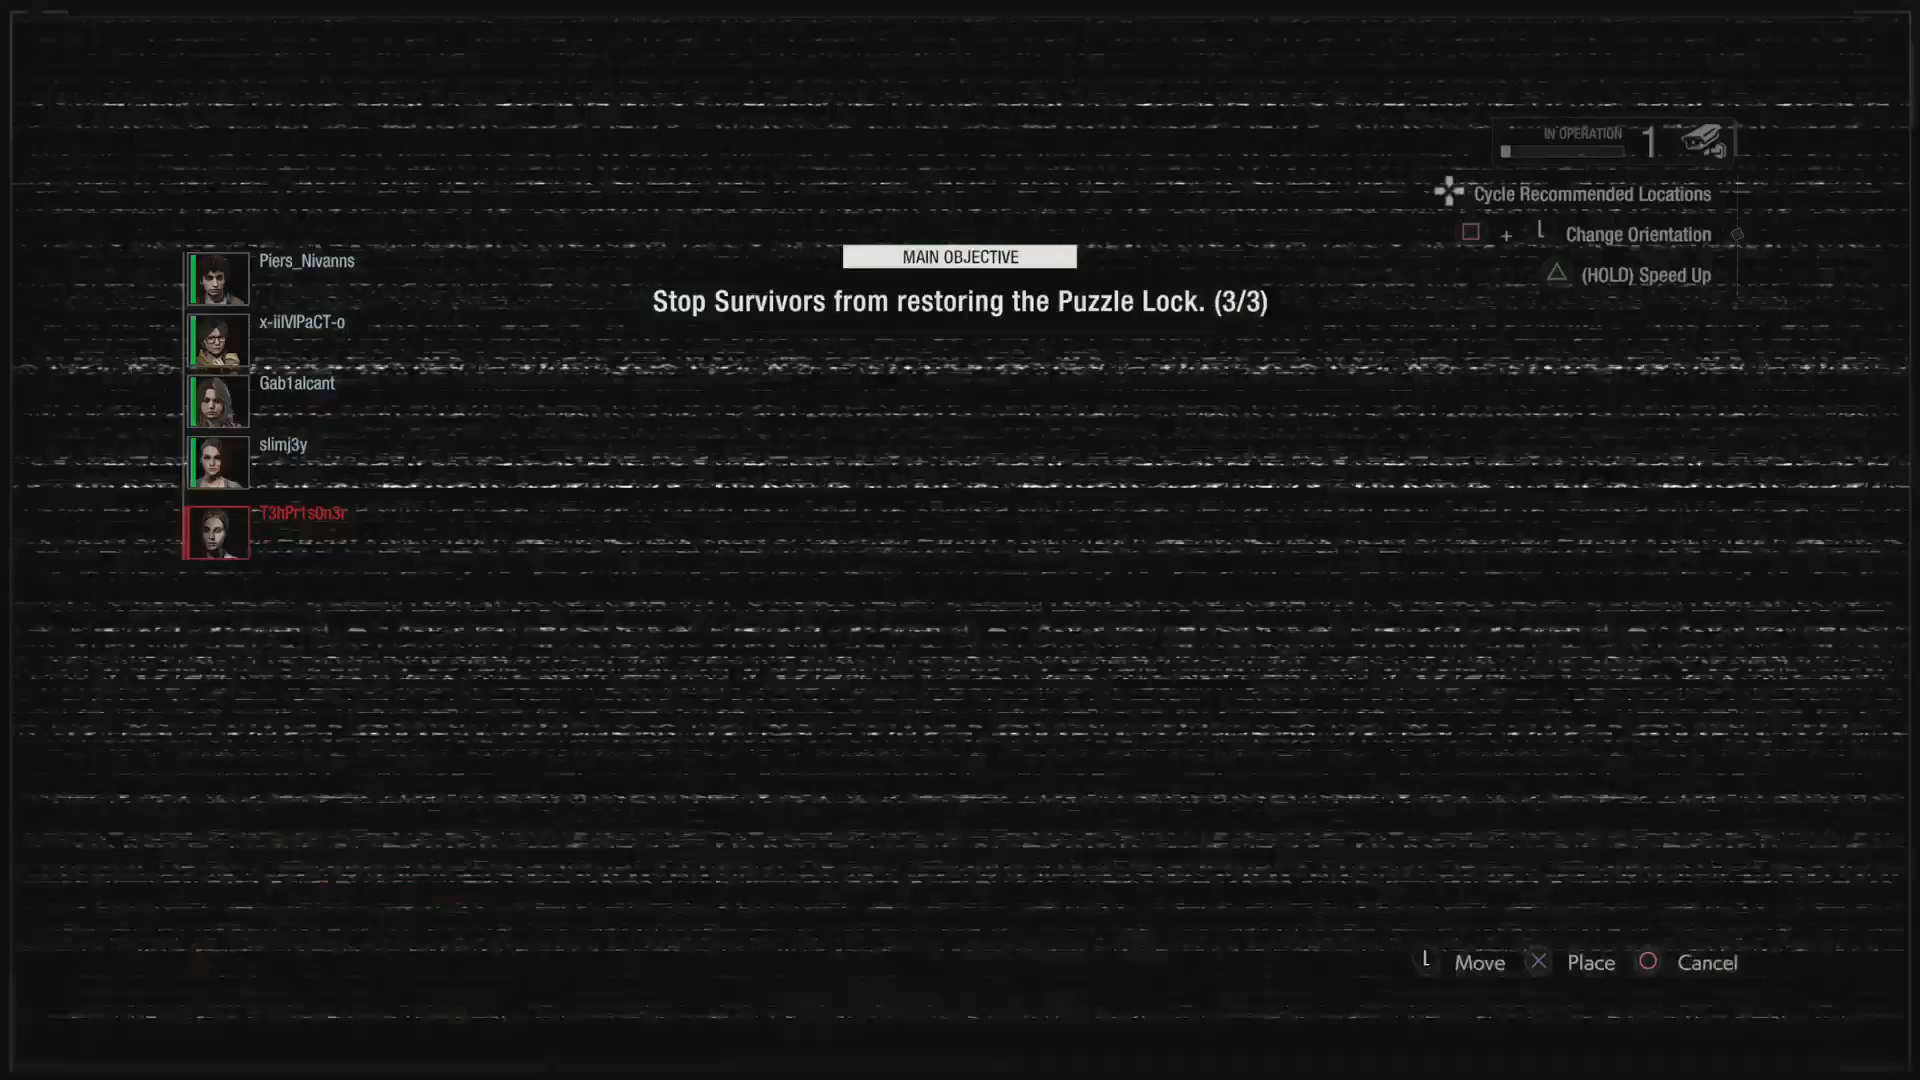 IN OPERATION 1
Cycle Recommended Locations
+ L Change Orientation
(HOLD) Speed Up
MAIN OBJECTIVE
Stop Survivors from restoring the Puzzle Lock. (3/3)
Piers_Nivanns
x-iiIVIPaCT-o
Gab1alcant
slimj3y
T3hPr1s0n3r
L Move Place Cancel